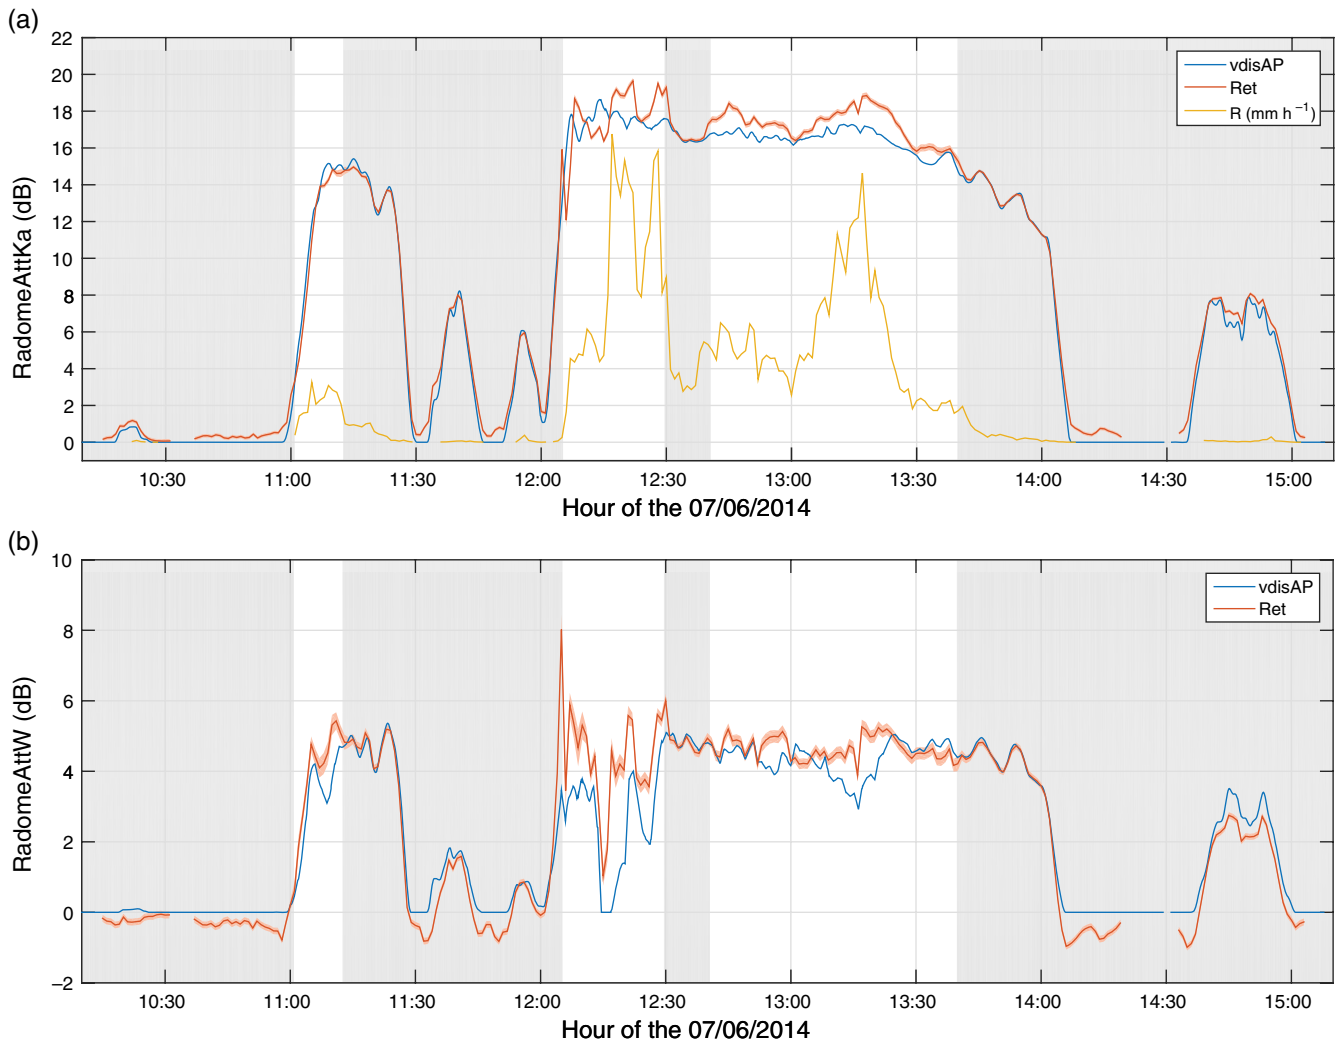 (a)
22
20
18
16
14
12
10
8
6
4
2
0
RadomeAttKa (dB)
vdisAP
Ret
R (mm h⁻¹)
10:30 11:00 11:30 12:00 12:30 13:00 13:30 14:00 14:30 15:00
Hour of the 07/06/2014
(b)
10
8
6
4
2
0
−2
RadomeAttW (dB)
vdisAP
Ret
10:30 11:00 11:30 12:00 12:30 13:00 13:30 14:00 14:30 15:00
Hour of the 07/06/2014